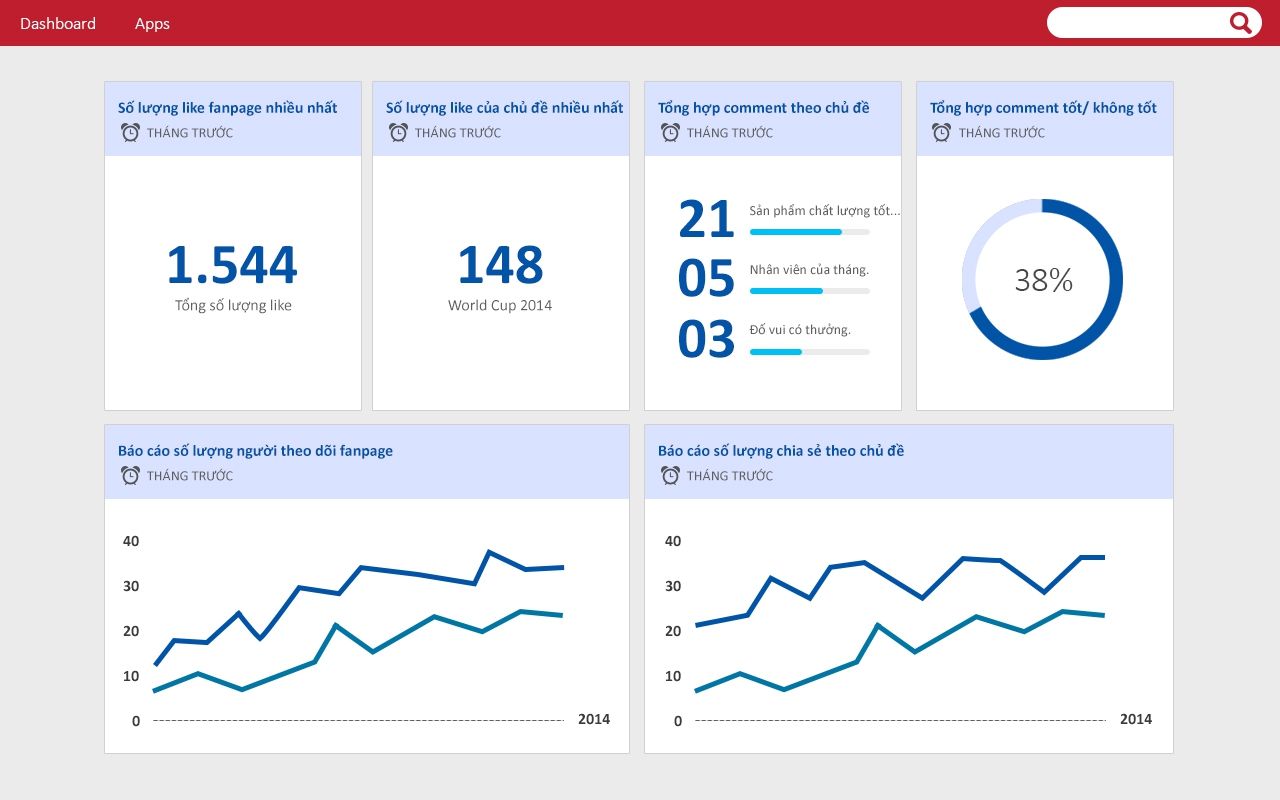 Dashboard
Apps
Số lượng like fanpage nhiều nhất
THÁNG TRƯỚC
1.544
Tổng số lượng like
Số lượng like của chủ đề nhiều nhất
THÁNG TRƯỚC
148
World Cup 2014
Tổng hợp comment theo chủ đề
THÁNG TRƯỚC
21
Sản phẩm chất lượng tốt...
05
Nhân viên của tháng.
03
Đố vui có thưởng.
Tổng hợp comment tốt/ không tốt
THÁNG TRƯỚC
38%
Báo cáo số lượng người theo dõi fanpage
THÁNG TRƯỚC
40
30
20
10
0
2014
Báo cáo số lượng chia sẻ theo chủ đề
THÁNG TRƯỚC
40
30
20
10
0
2014